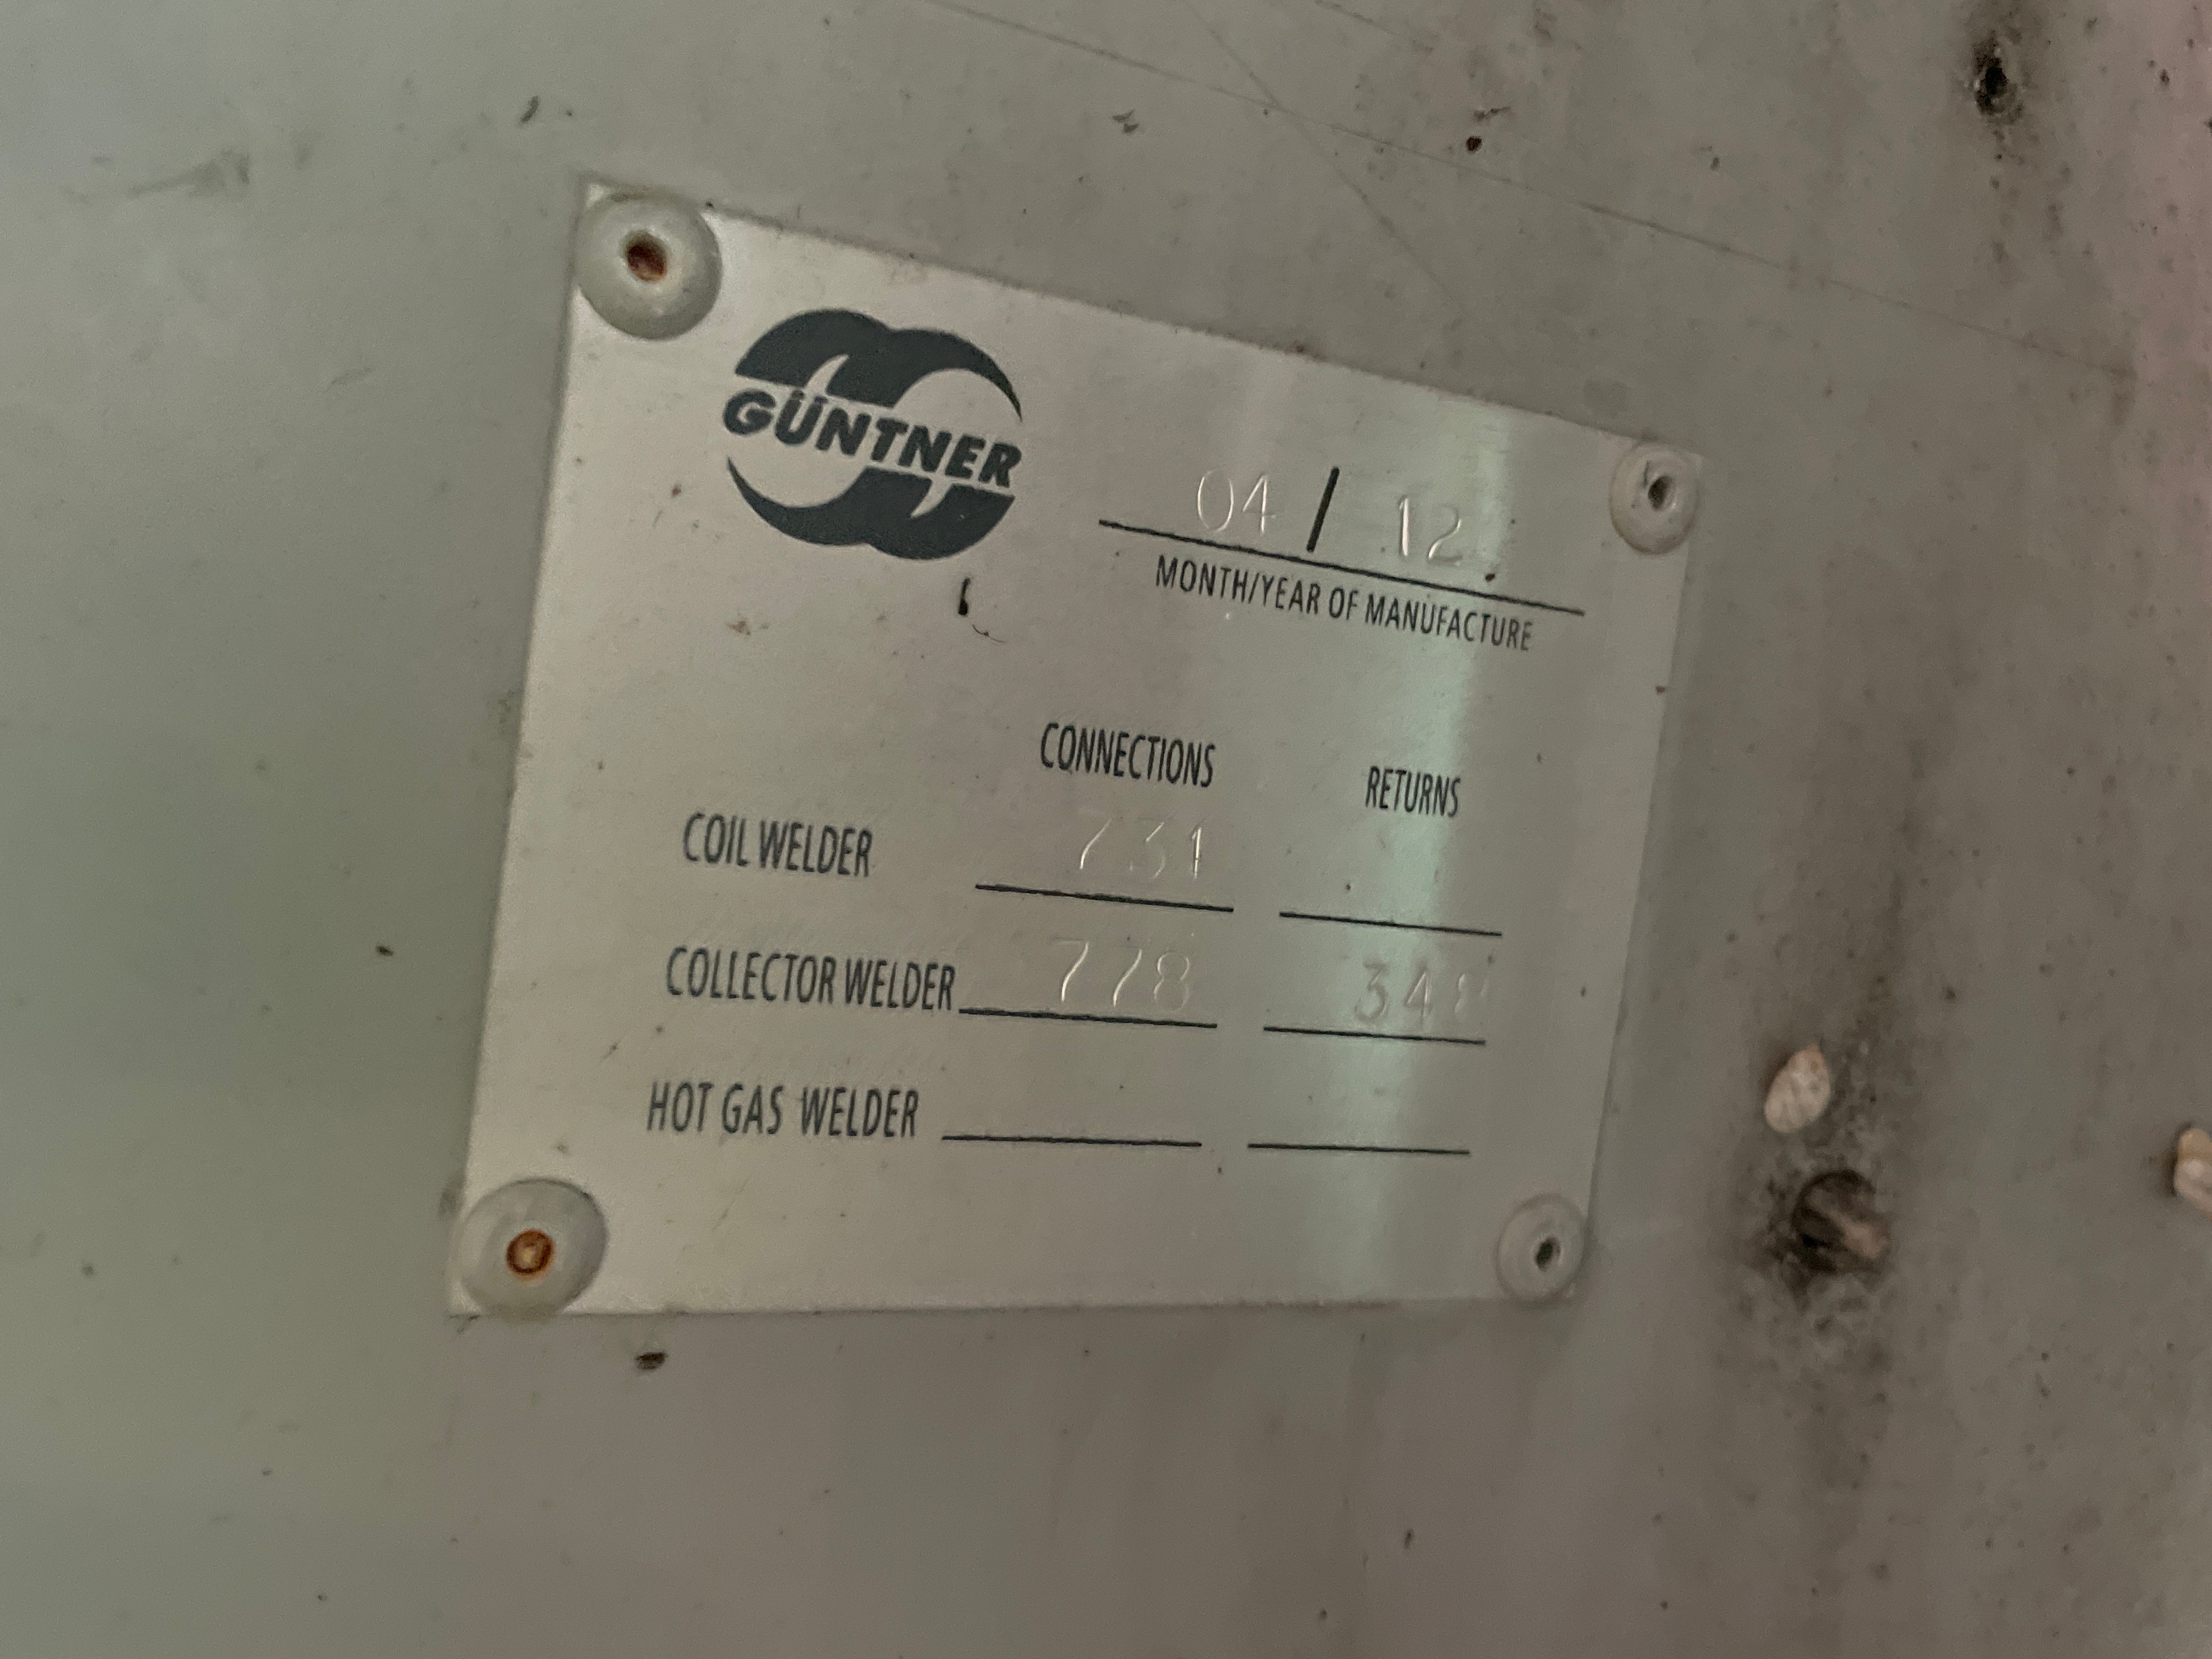 GÜNTNER
04 / 12
MONTH/YEAR OF MANUFACTURE
CONNECTIONS RETURNS
COIL WELDER 731
COLLECTOR WELDER 778
HOT GAS WELDER